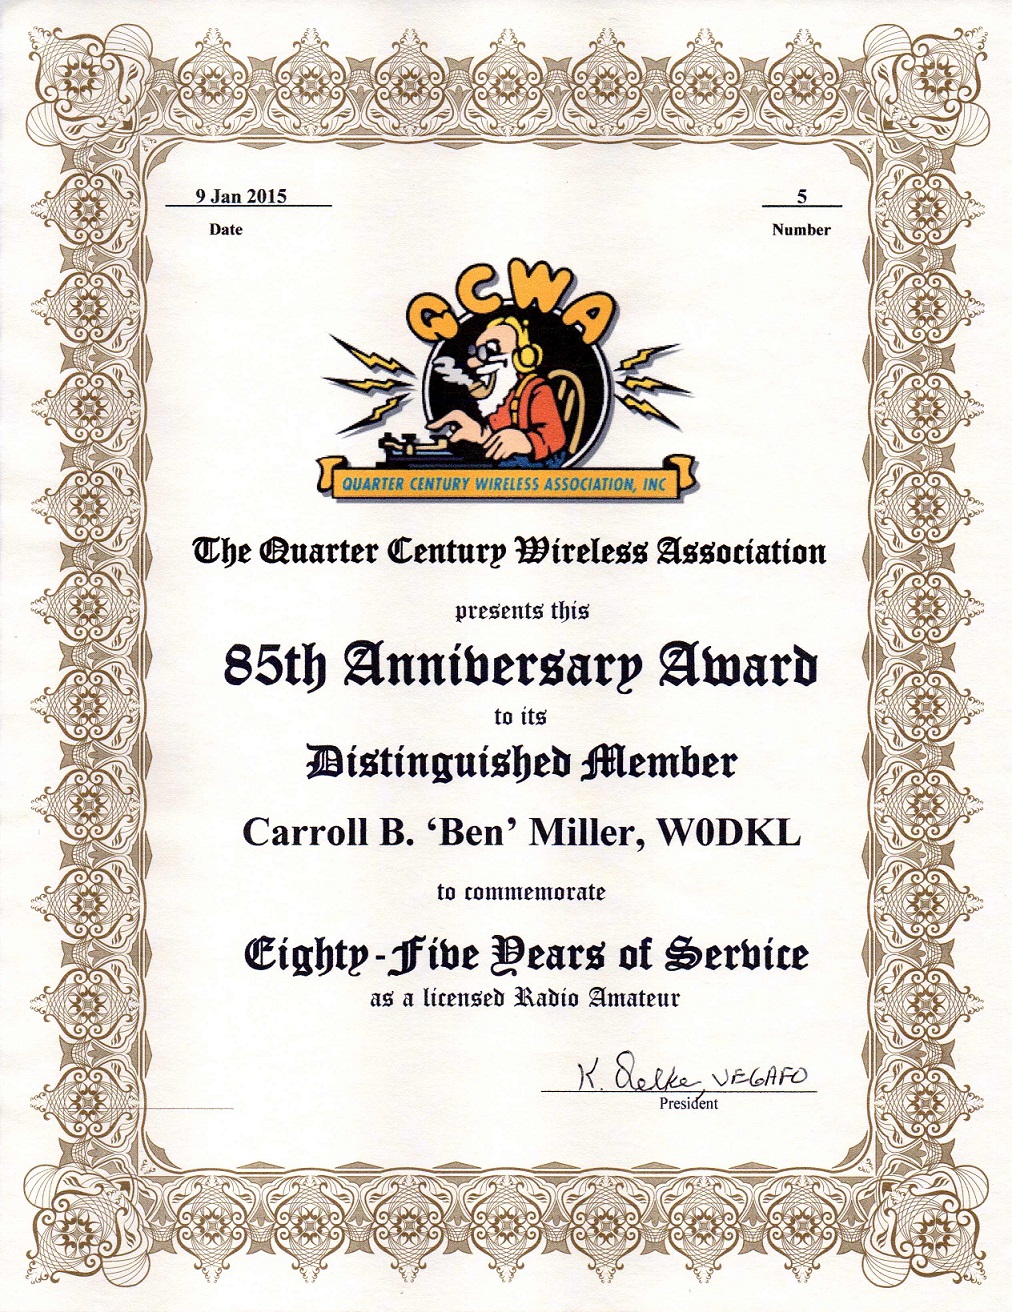 9 Jan 2015
5
Date
Number
QCWA
QUARTER CENTURY WIRELESS ASSOCIATION, INC
The Quarter Century Wireless Association
presents this
85th Anniversary Award
to its
Distinguished Member
Carroll B. ‘Ben’ Miller, W0DKL
to commemorate
Eighty-Five Years of Service
as a licensed Radio Amateur
K. Oelke, VE6AFO
President